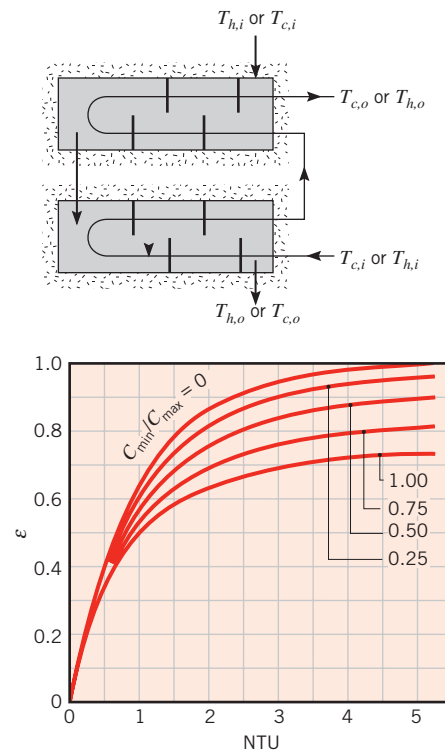 T_{h,i} or T_{c,i}
T_{c,o} or T_{h,o}
T_{c,i} or T_{h,i}
T_{h,o} or T_{c,o}
1.0
0.8
0.6
0.4
0.2
0
ε
C_{min}/C_{max} = 0
1.00
0.75
0.50
0.25
0 1 2 3 4 5
NTU